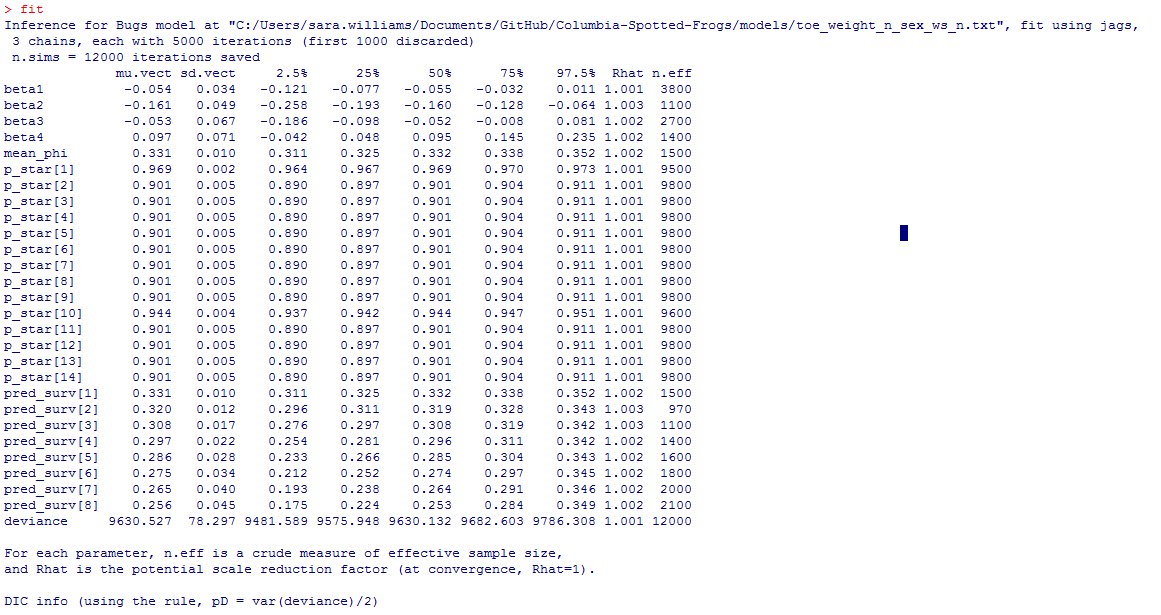 > fit
Inference for Bugs model at "C:/Users/sara.williams/Documents/GitHub/Columbia-Spotted-Frogs/models/toe_weight_n_sex_ws_n.txt", fit using jags,
 3 chains, each with 5000 iterations (first 1000 discarded)
 n.sims = 12000 iterations saved
              mu.vect sd.vect     2.5%      25%      50%      75%    97.5%  Rhat n.eff
beta1          -0.054   0.034   -0.121   -0.077   -0.055   -0.032    0.011 1.001  3800
beta2          -0.161   0.049   -0.258   -0.193   -0.160   -0.128   -0.064 1.003  1100
beta3          -0.053   0.067   -0.186   -0.098   -0.052   -0.008    0.081 1.002  2700
beta4           0.097   0.071   -0.042    0.048    0.095    0.145    0.235 1.002  1400
mean_phi        0.331   0.010    0.311    0.325    0.332    0.338    0.352 1.002  1500
p_star[1]       0.969   0.002    0.964    0.967    0.969    0.970    0.973 1.001  9500
p_star[2]       0.901   0.005    0.890    0.897    0.901    0.904    0.911 1.001  9800
p_star[3]       0.901   0.005    0.890    0.897    0.901    0.904    0.911 1.001  9800
p_star[4]       0.901   0.005    0.890    0.897    0.901    0.904    0.911 1.001  9800
p_star[5]       0.901   0.005    0.890    0.897    0.901    0.904    0.911 1.001  9800
p_star[6]       0.901   0.005    0.890    0.897    0.901    0.904    0.911 1.001  9800
p_star[7]       0.901   0.005    0.890    0.897    0.901    0.904    0.911 1.001  9800
p_star[8]       0.901   0.005    0.890    0.897    0.901    0.904    0.911 1.001  9800
p_star[9]       0.901   0.005    0.890    0.897    0.901    0.904    0.911 1.001  9800
p_star[10]      0.944   0.004    0.937    0.942    0.944    0.947    0.951 1.001  9600
p_star[11]      0.901   0.005    0.890    0.897    0.901    0.904    0.911 1.001  9800
p_star[12]      0.901   0.005    0.890    0.897    0.901    0.904    0.911 1.001  9800
p_star[13]      0.901   0.005    0.890    0.897    0.901    0.904    0.911 1.001  9800
p_star[14]      0.901   0.005    0.890    0.897    0.901    0.904    0.911 1.001  9800
pred_surv[1]    0.331   0.010    0.311    0.325    0.332    0.338    0.352 1.002  1500
pred_surv[2]    0.320   0.012    0.296    0.311    0.319    0.328    0.343 1.003   970
pred_surv[3]    0.308   0.017    0.276    0.297    0.308    0.319    0.342 1.003  1100
pred_surv[4]    0.297   0.022    0.254    0.281    0.296    0.311    0.342 1.002  1400
pred_surv[5]    0.286   0.028    0.233    0.266    0.285    0.304    0.343 1.002  1600
pred_surv[6]    0.275   0.034    0.212    0.252    0.274    0.297    0.345 1.002  1800
pred_surv[7]    0.265   0.040    0.193    0.238    0.264    0.291    0.346 1.002  2000
pred_surv[8]    0.256   0.045    0.175    0.224    0.253    0.284    0.349 1.002  2100
deviance     9630.527  78.297 9481.589 9575.948 9630.132 9682.603 9786.308 1.001 12000

For each parameter, n.eff is a crude measure of effective sample size,
and Rhat is the potential scale reduction factor (at convergence, Rhat=1).

DIC info (using the rule, pD = var(deviance)/2)